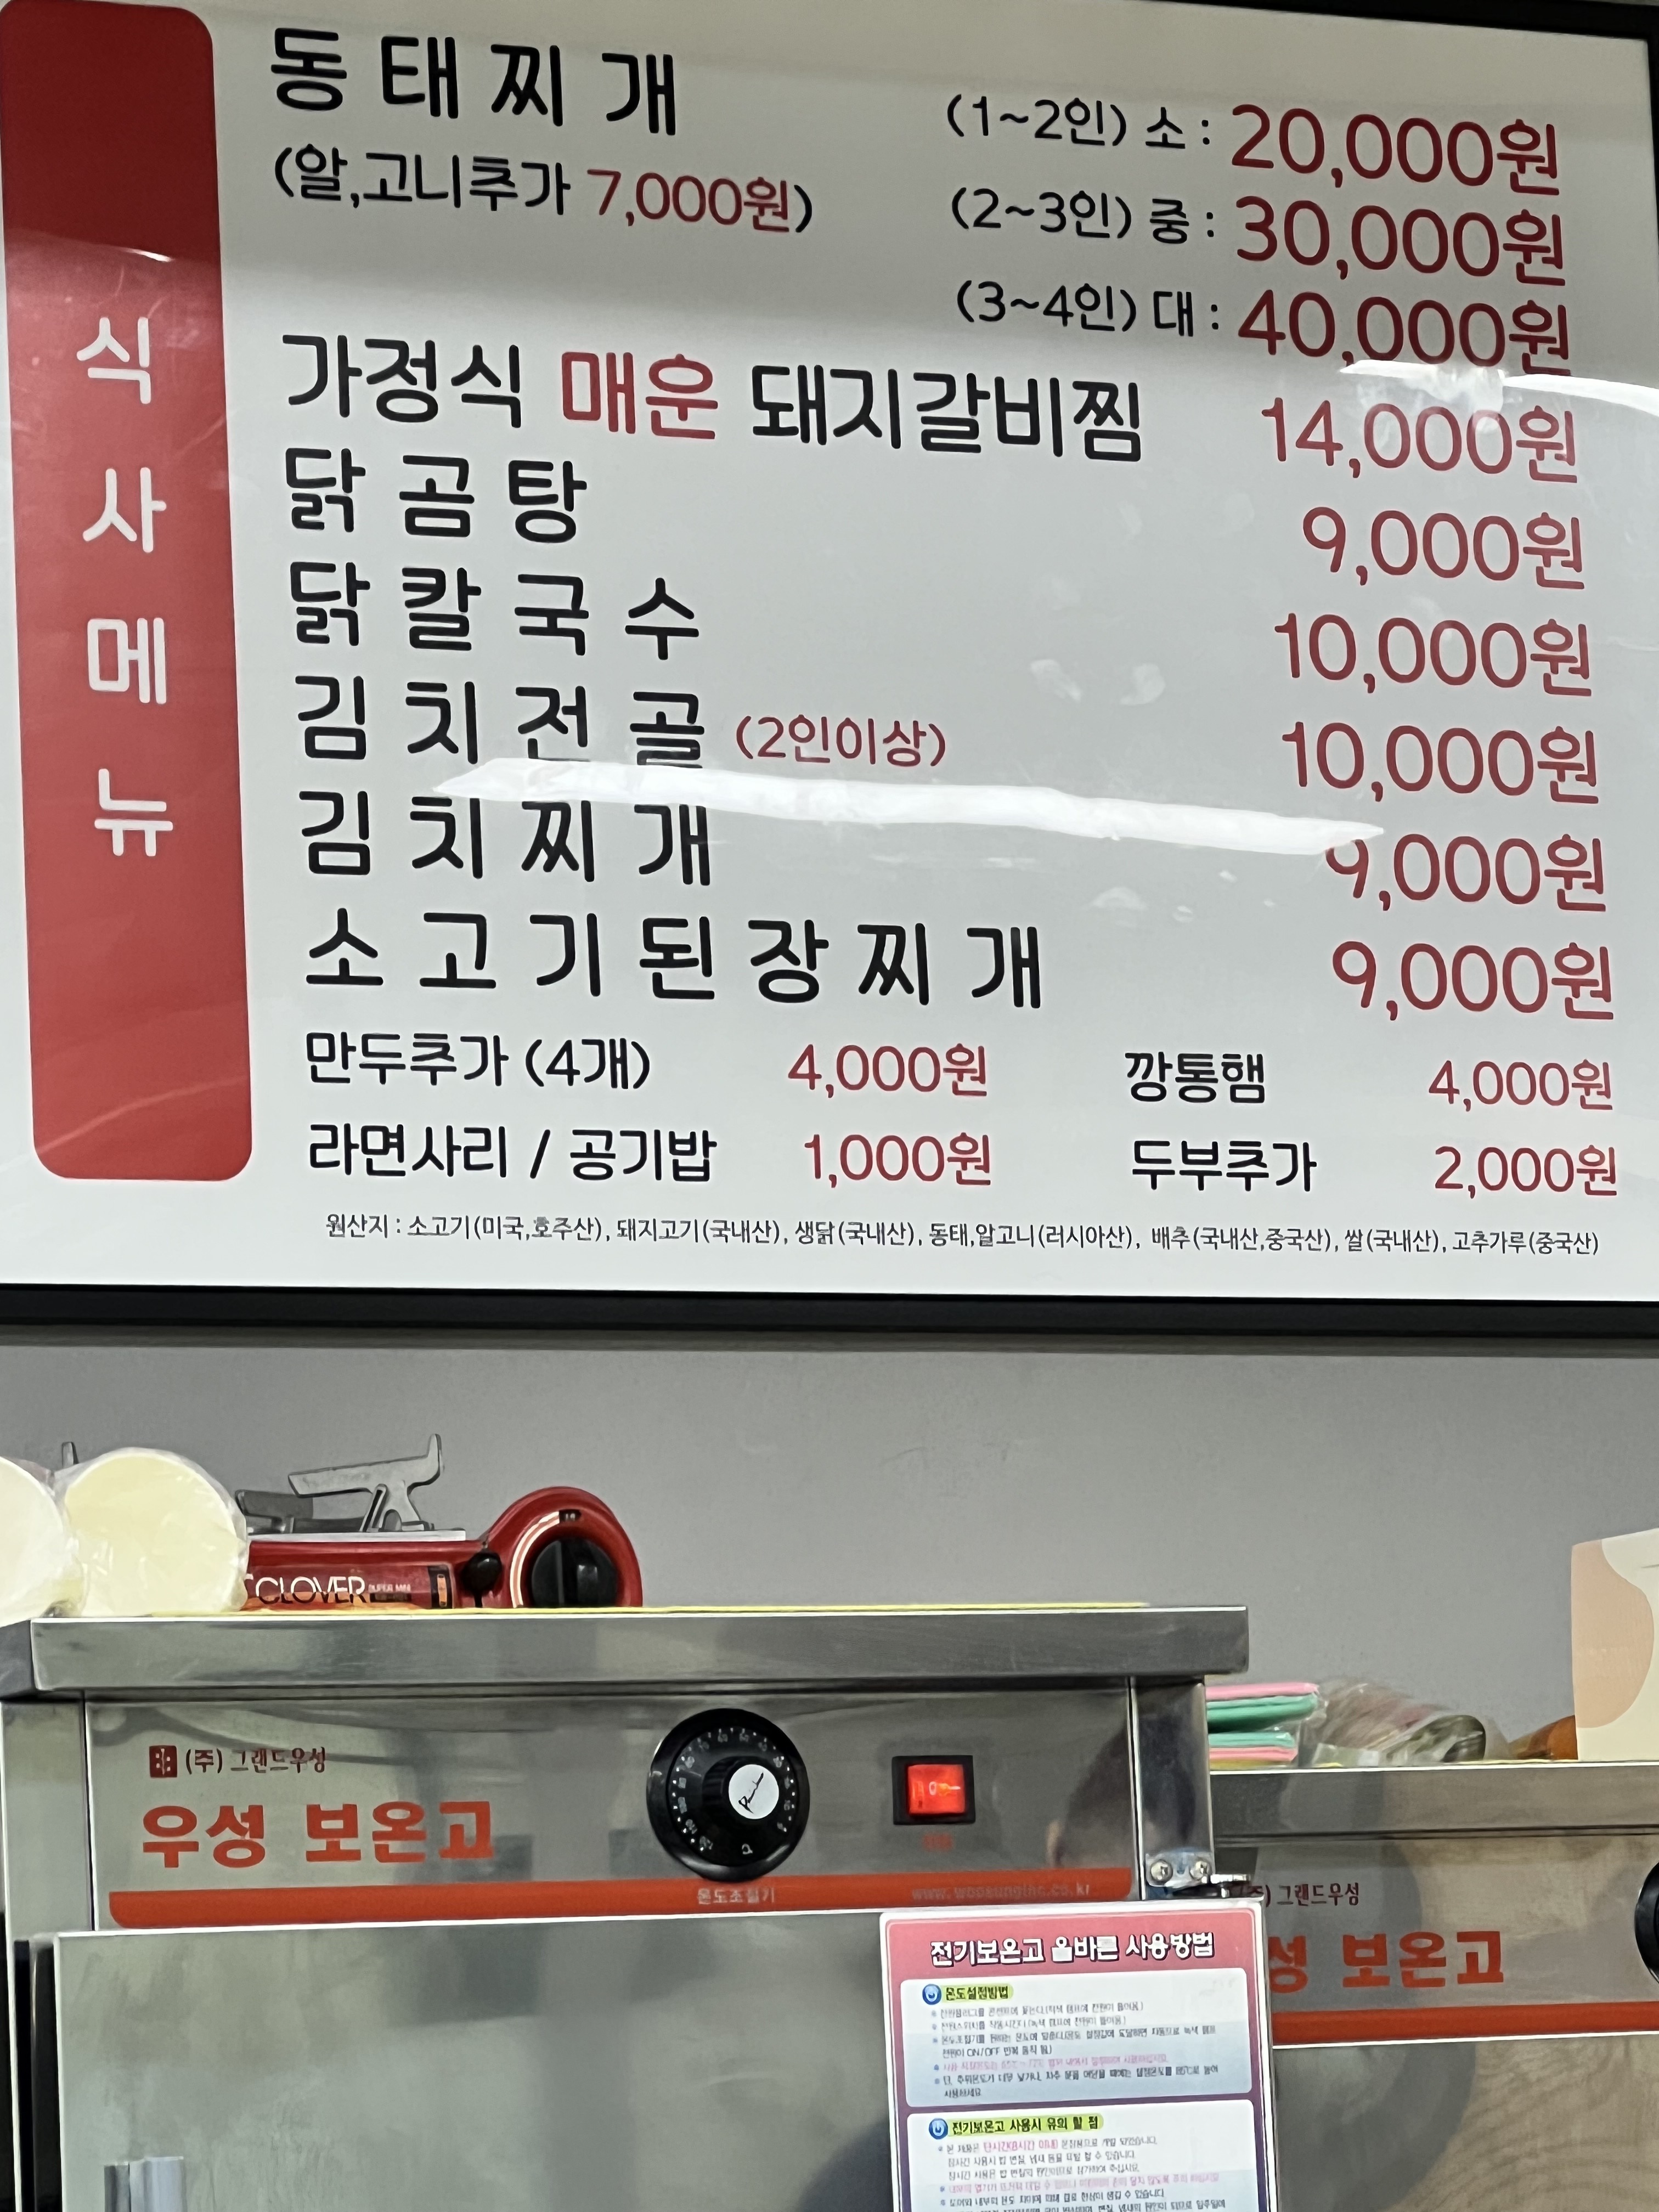 식사메뉴
동태찌개
(알,고니추가 7,000원)
(1~2인) 소 : 20,000원
(2~3인) 중 : 30,000원
(3~4인) 대 : 40,000원
가정식 매운 돼지갈비찜 14,000원
닭곰탕 9,000원
닭칼국수 10,000원
김치전골 (2인이상) 10,000원
김치찌개 9,000원
소고기된장찌개 9,000원
만두추가 (4개) 4,000원 깡통햄 4,000원
라면사리 / 공기밥 1,000원 두부추가 2,000원
원산지 : 소고기(미국,호주산), 돼지고기(국내산), 생닭(국내산), 동태,알고니(러시아산), 배추(국내산,중국산), 쌀(국내산), 고추가루(중국산)
CLOVER
(주) 그랜드우성
우성 보온고
온도조절기
www.woosunginc.co.kr
그랜드우성
성 보온고
전기보온고 올바른 사용방법
온도설정방법
전기보온고 사용시 유의 할 점